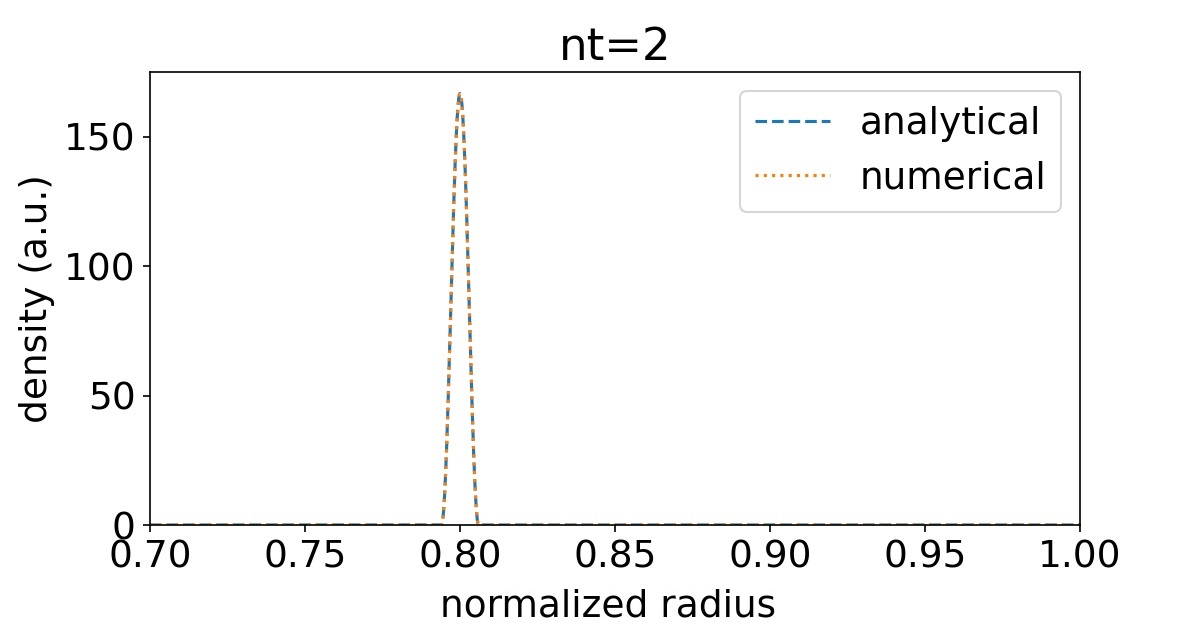 nt=2
density (a.u.)
150
100
50
0
analytical
numerical
0.70 0.75 0.80 0.85 0.90 0.95 1.00
normalized radius